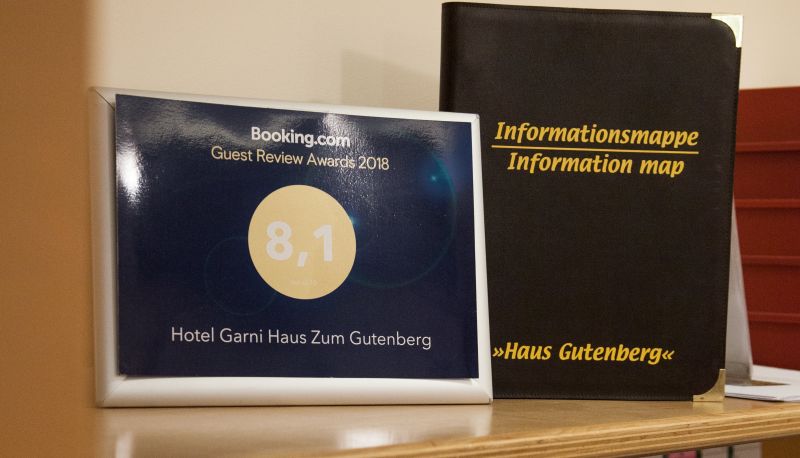 Booking.com
Guest Review Awards 2018
8,1
Hotel Garni Haus Zum Gutenberg
Informationsmappe
Information map
»Haus Gutenberg«